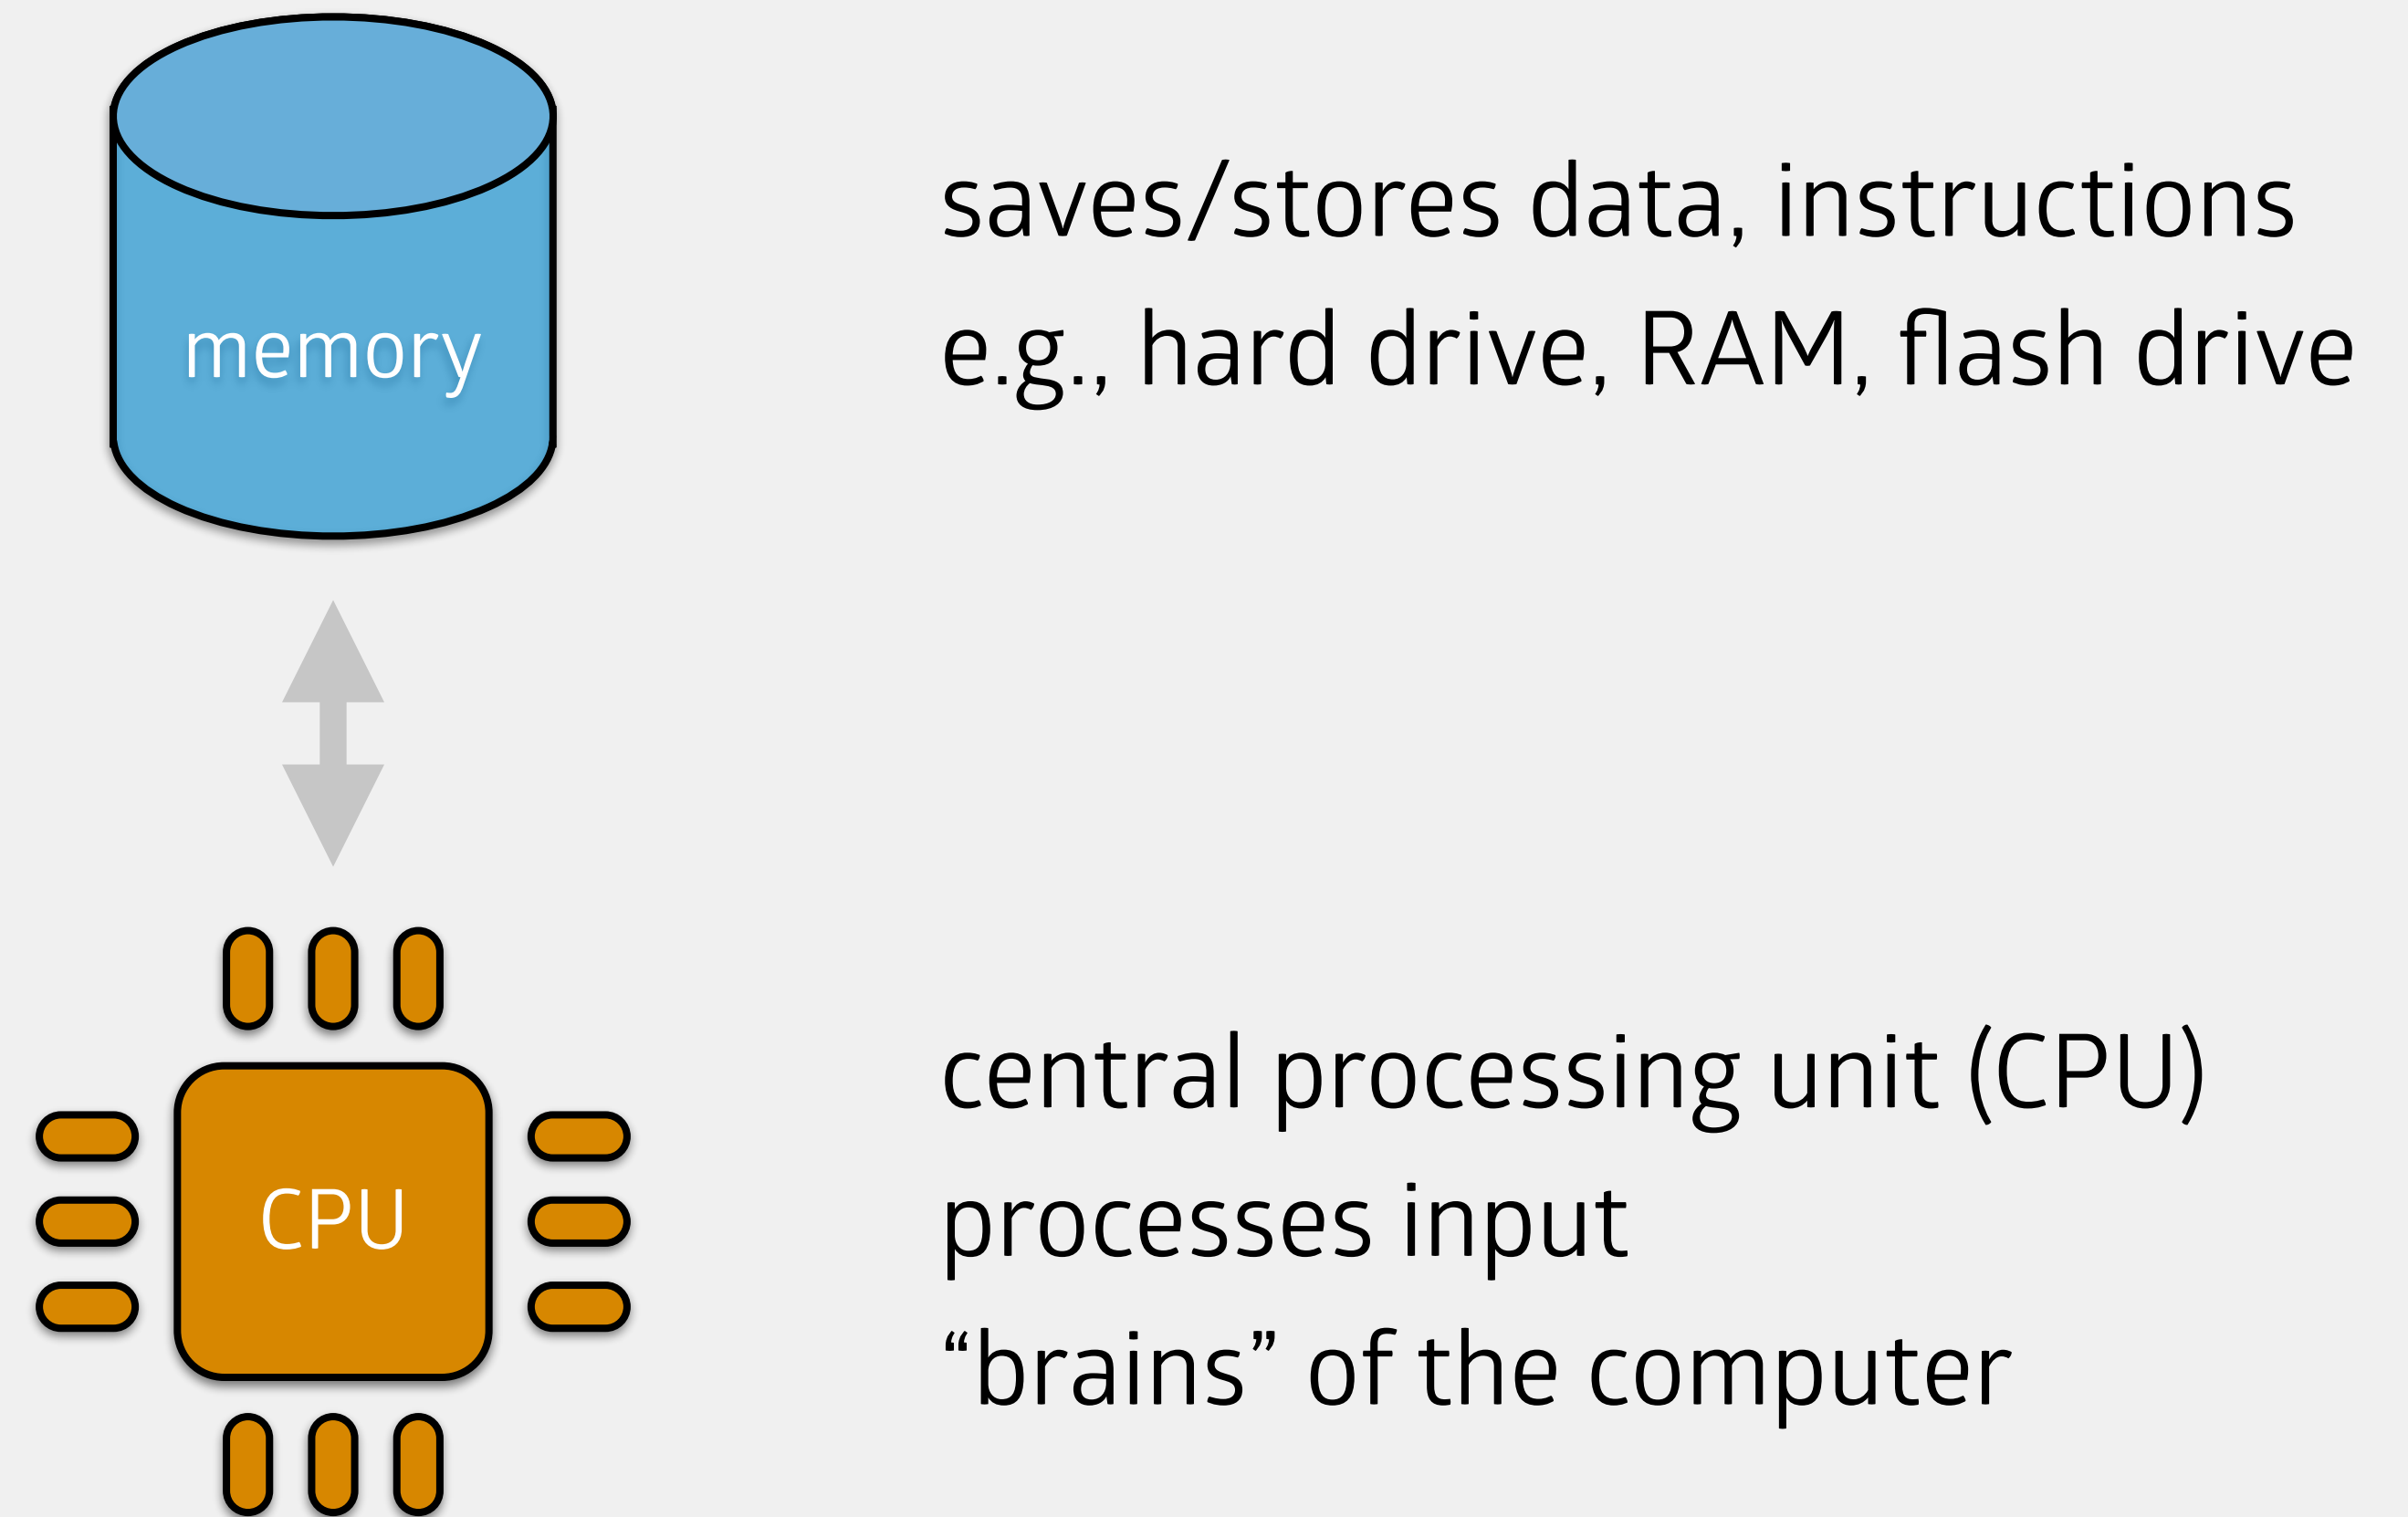 memory
saves/stores data, instructions
e.g., hard drive, RAM, flash drive
CPU
central processing unit (CPU)
processes input
“brains” of the computer